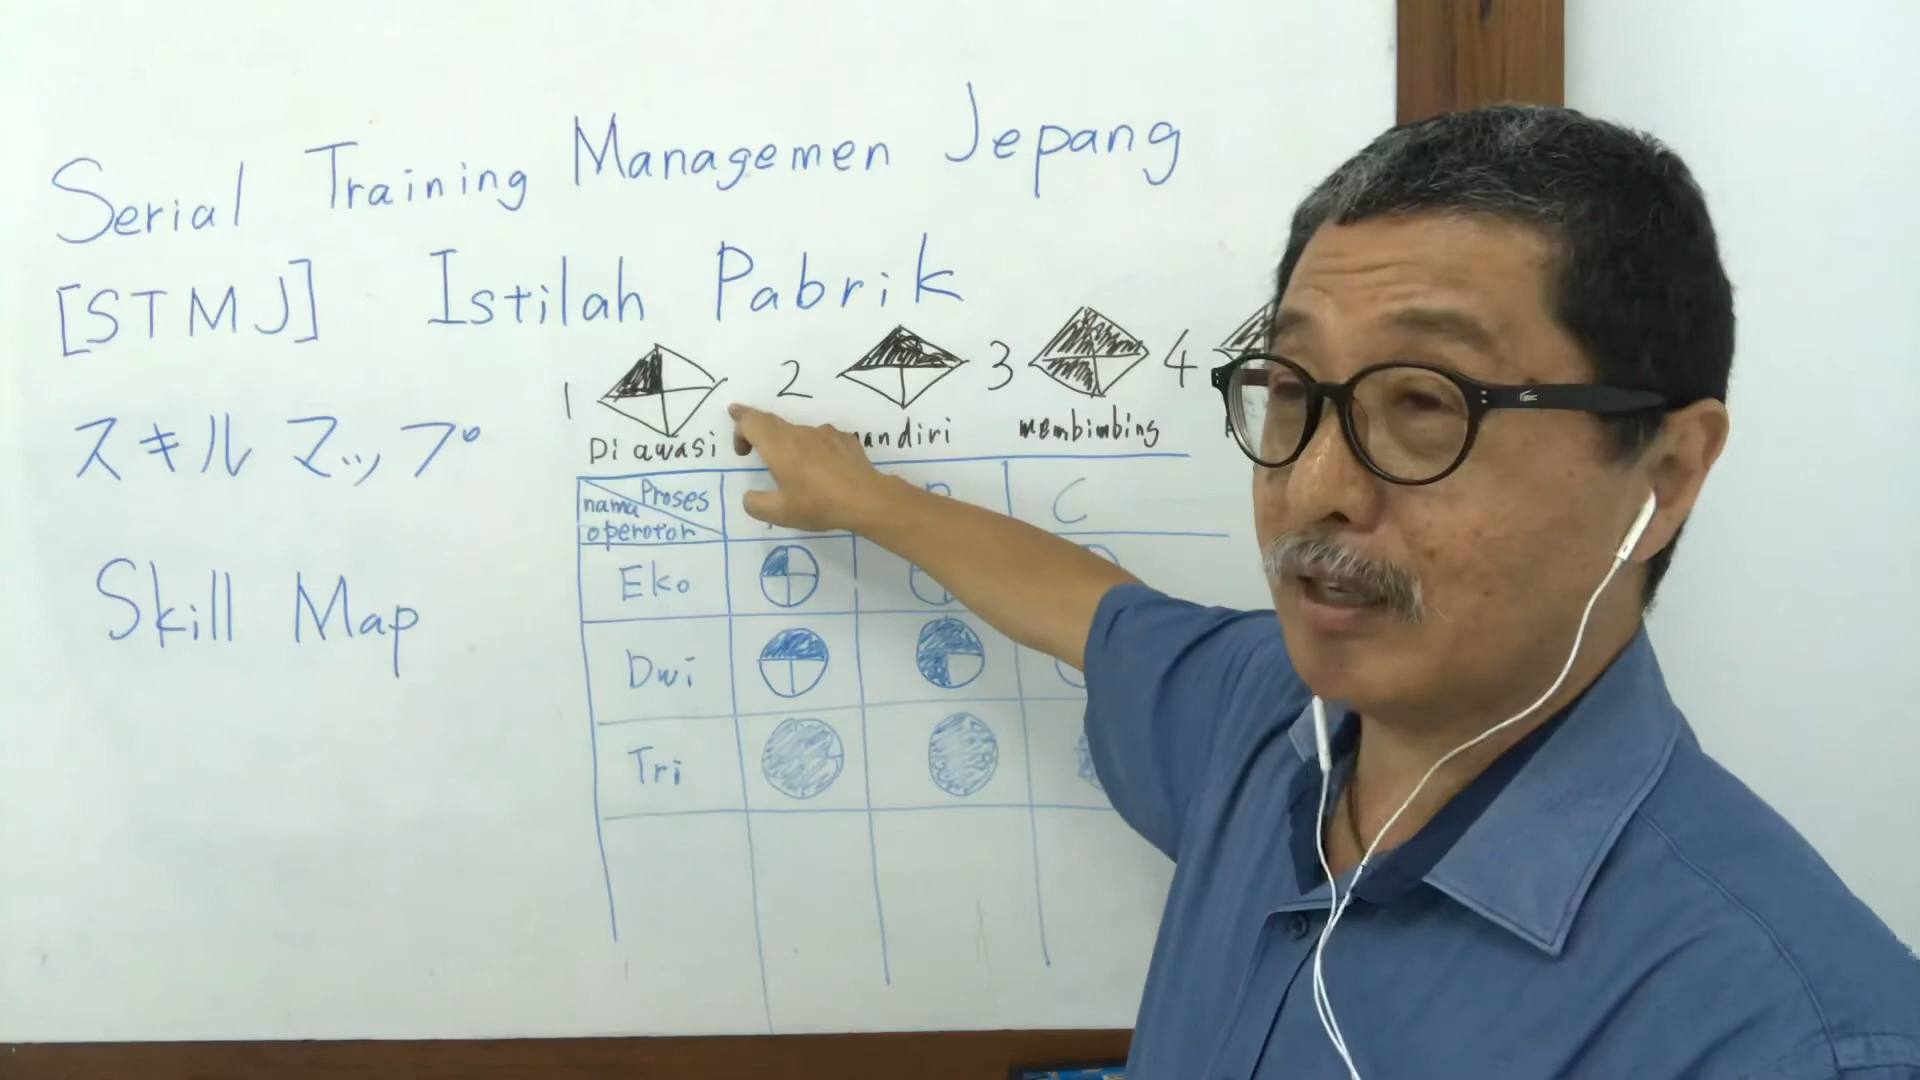 Serial Training Managemen Jepang
[STMJ] Istilah Pabrik
1 2 3 4
スキルマップ
Di awasi mandiri membimbing
Proses
nama operator
C
Skill Map
Eko
Dwi
Tri